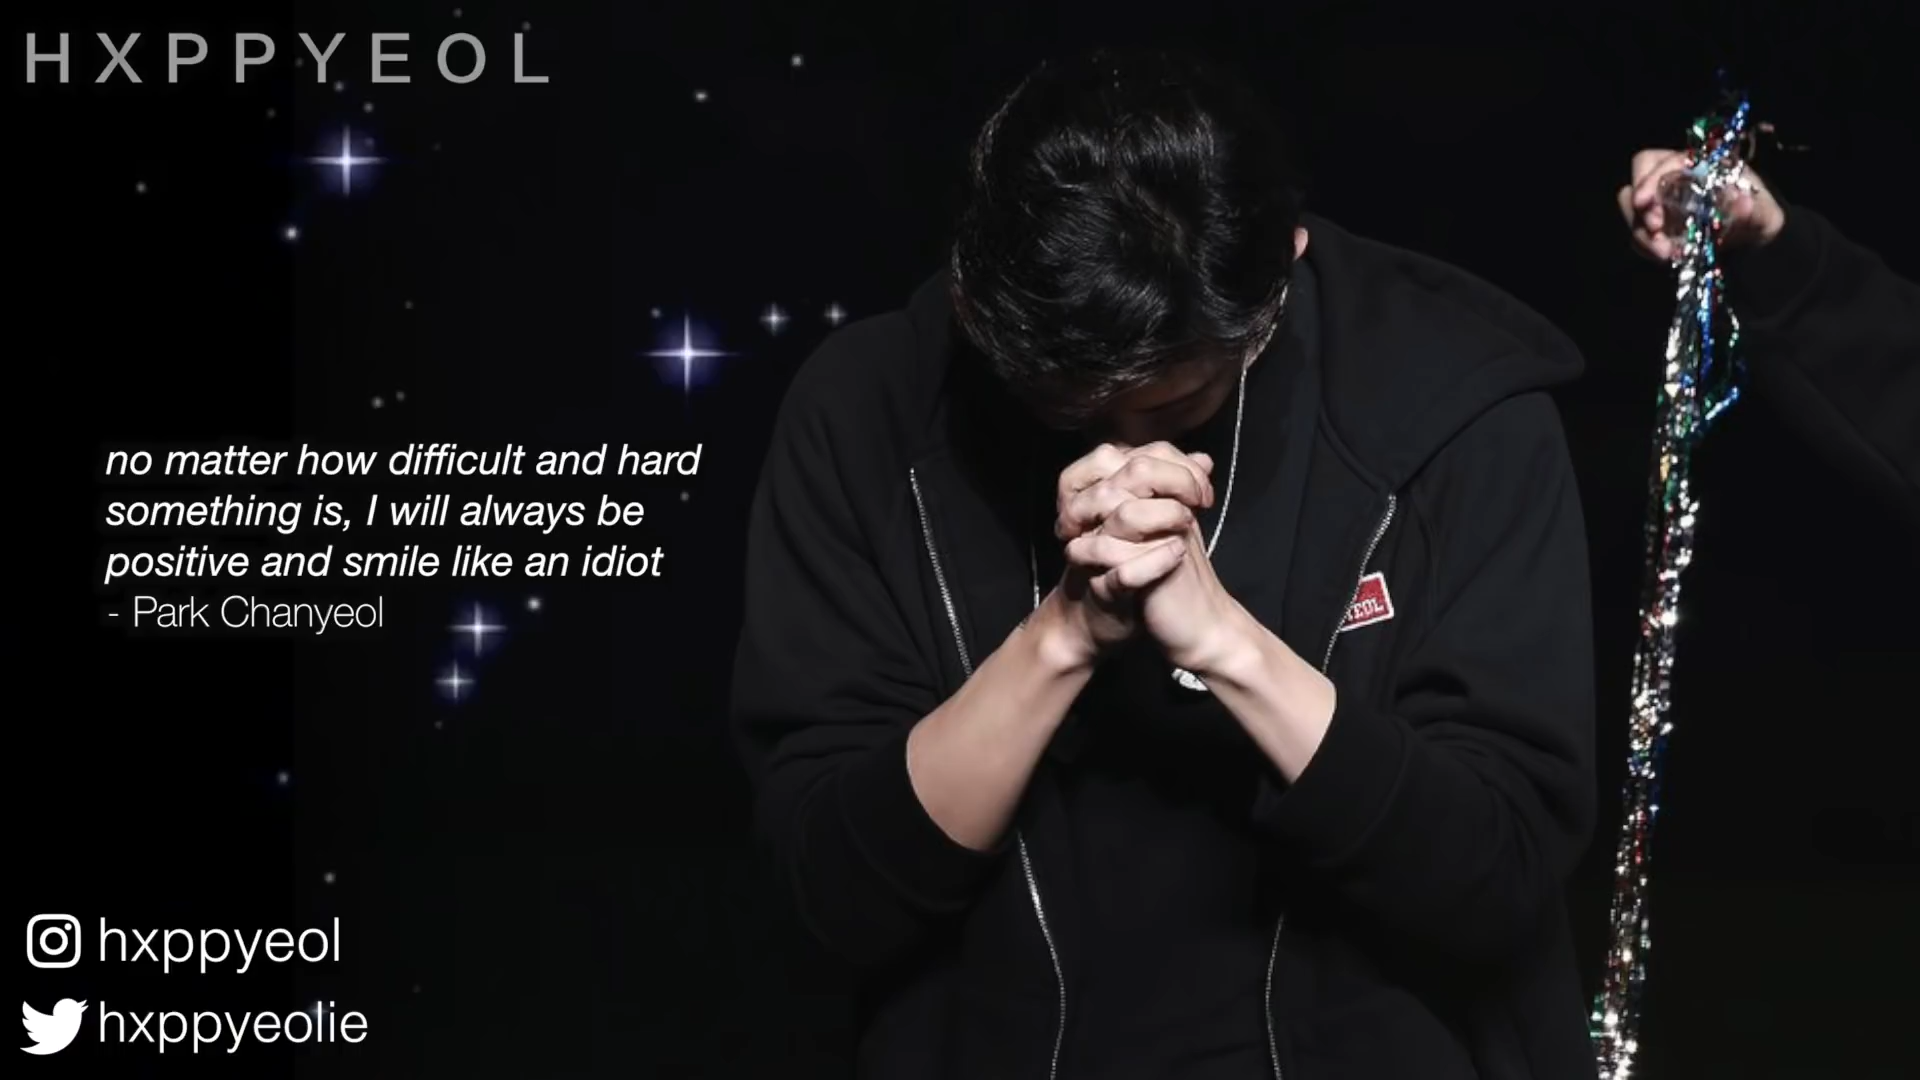 HXPPYEOL
no matter how difficult and hard
something is, I will always be
positive and smile like an idiot
- Park Chanyeol
YEOL
hxppyeol
hxppyeolie